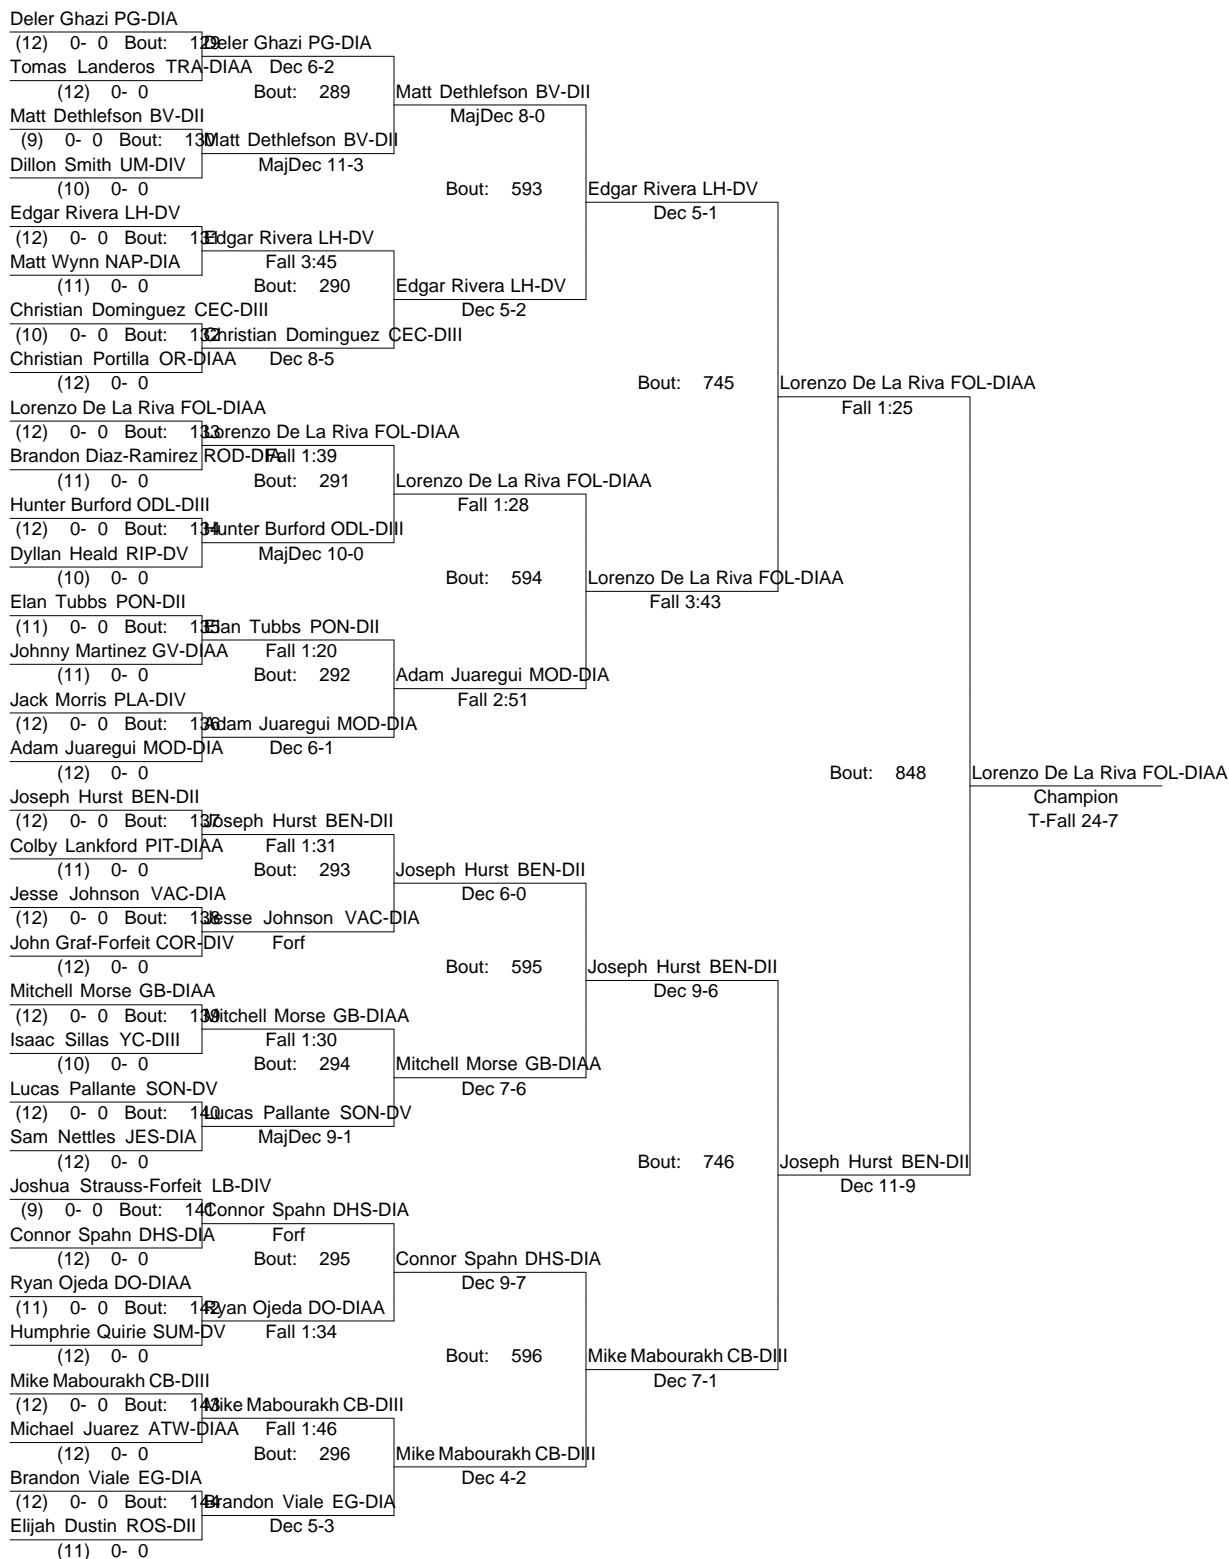 Deler Ghazi PG-DIA
(12) 0- 0 Bout: 129 Deler Ghazi PG-DIA
Tomas Landeros TRA-DIAA Dec 6-2
(12) 0- 0 Bout: 289 Matt Dethlefson BV-DII
Matt Dethlefson BV-DII MajDec 8-0
(9) 0- 0 Bout: 130 Matt Dethlefson BV-DII
Dillon Smith UM-DIV MajDec 11-3
(10) 0- 0 Bout: 593 Edgar Rivera LH-DV
Edgar Rivera LH-DV Dec 5-1
(12) 0- 0 Bout: 131 Edgar Rivera LH-DV
Matt Wynn NAP-DIA Fall 3:45
(11) 0- 0 Bout: 290 Edgar Rivera LH-DV
Christian Dominguez CEC-DIII Dec 5-2
(10) 0- 0 Bout: 132 Christian Dominguez CEC-DIII
Christian Portilla OR-DIAA Dec 8-5
(12) 0- 0 Bout: 745 Lorenzo De La Riva FOL-DIAA
Lorenzo De La Riva FOL-DIAA Fall 1:25
(12) 0- 0 Bout: 133 Lorenzo De La Riva FOL-DIAA
Brandon Diaz-Ramirez ROD-DIA Fall 1:39
(11) 0- 0 Bout: 291 Lorenzo De La Riva FOL-DIAA
Hunter Burford ODL-DIII Fall 1:28
(12) 0- 0 Bout: 134 Hunter Burford ODL-DIII
Dyllan Heald RIP-DV MajDec 10-0
(10) 0- 0 Bout: 594 Lorenzo De La Riva FOL-DIAA
Elan Tubbs PON-DII Fall 3:43
(11) 0- 0 Bout: 135 Elan Tubbs PON-DII
Johnny Martinez GV-DIAA Fall 1:20
(11) 0- 0 Bout: 292 Adam Juaregui MOD-DIA
Jack Morris PLA-DIV Fall 2:51
(12) 0- 0 Bout: 136 Adam Juaregui MOD-DIA
Adam Juaregui MOD-DIA Dec 6-1
(12) 0- 0 Bout: 848 Lorenzo De La Riva FOL-DIAA
Joseph Hurst BEN-DII Champion
(12) 0- 0 Bout: 137 Joseph Hurst BEN-DII T-Fall 24-7
Colby Lankford PIT-DIAA Fall 1:31
(11) 0- 0 Bout: 293 Joseph Hurst BEN-DII
Jesse Johnson VAC-DIA Dec 6-0
(12) 0- 0 Bout: 138 Jesse Johnson VAC-DIA
John Graf-Forfeit COR-DIV Forf
(12) 0- 0 Bout: 595 Joseph Hurst BEN-DII
Mitchell Morse GB-DIAA Dec 9-6
(12) 0- 0 Bout: 139 Mitchell Morse GB-DIAA
Isaac Sillas YC-DIII Fall 1:30
(10) 0- 0 Bout: 294 Mitchell Morse GB-DIAA
Lucas Pallante SON-DV Dec 7-6
(12) 0- 0 Bout: 140 Lucas Pallante SON-DV
Sam Nettles JES-DIA MajDec 9-1
(12) 0- 0 Bout: 746 Joseph Hurst BEN-DII
Joshua Strauss-Forfeit LB-DIV Dec 11-9
(9) 0- 0 Bout: 141 Connor Spahn DHS-DIA
Connor Spahn DHS-DIA Forf
(12) 0- 0 Bout: 295 Connor Spahn DHS-DIA
Ryan Ojeda DO-DIAA Dec 9-7
(11) 0- 0 Bout: 142 Ryan Ojeda DO-DIAA
Humphrie Quirie SUM-DV Fall 1:34
(12) 0- 0 Bout: 596 Mike Mabourakh CB-DIII
Mike Mabourakh CB-DIII Dec 7-1
(12) 0- 0 Bout: 143 Mike Mabourakh CB-DIII
Michael Juarez ATW-DIAA Fall 1:46
(12) 0- 0 Bout: 296 Mike Mabourakh CB-DIII
Brandon Viale EG-DIA Dec 4-2
(12) 0- 0 Bout: 144 Brandon Viale EG-DIA
Elijah Dustin ROS-DII Dec 5-3
(11) 0- 0